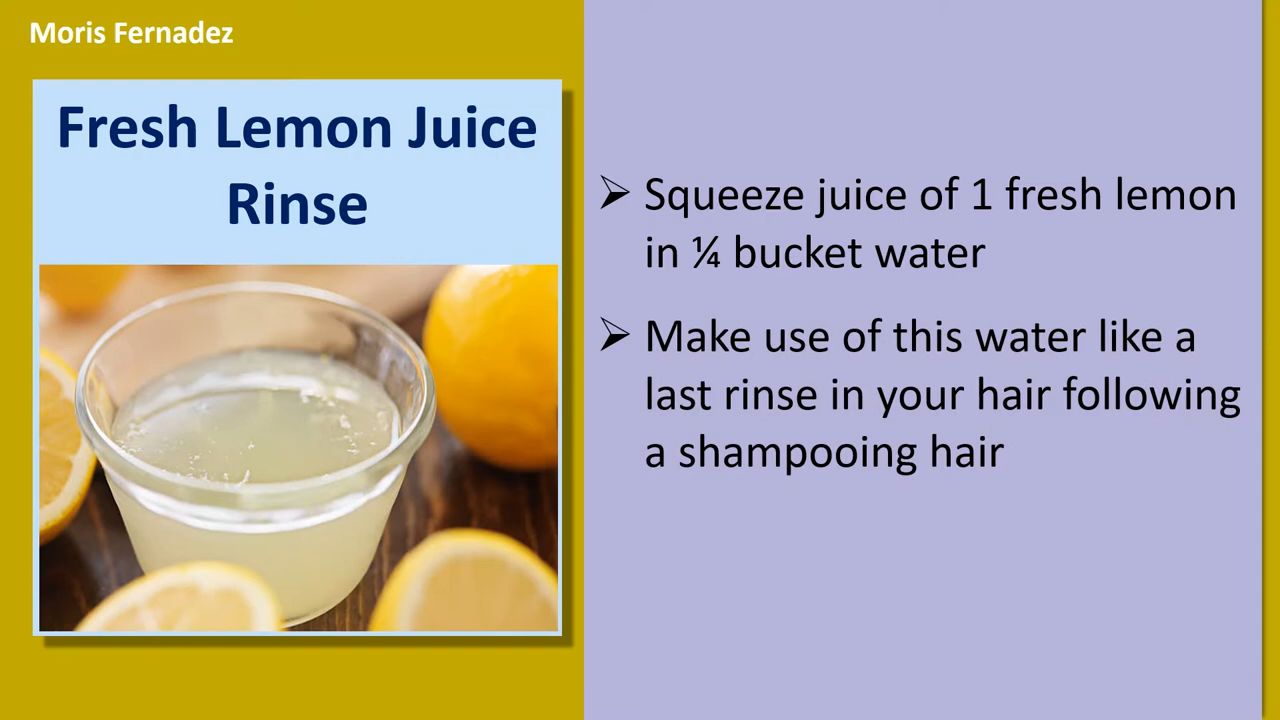 Moris Fernadez
Fresh Lemon Juice
Rinse
➢ Squeeze juice of 1 fresh lemon
in ¼ bucket water
➢ Make use of this water like a
last rinse in your hair following
a shampooing hair